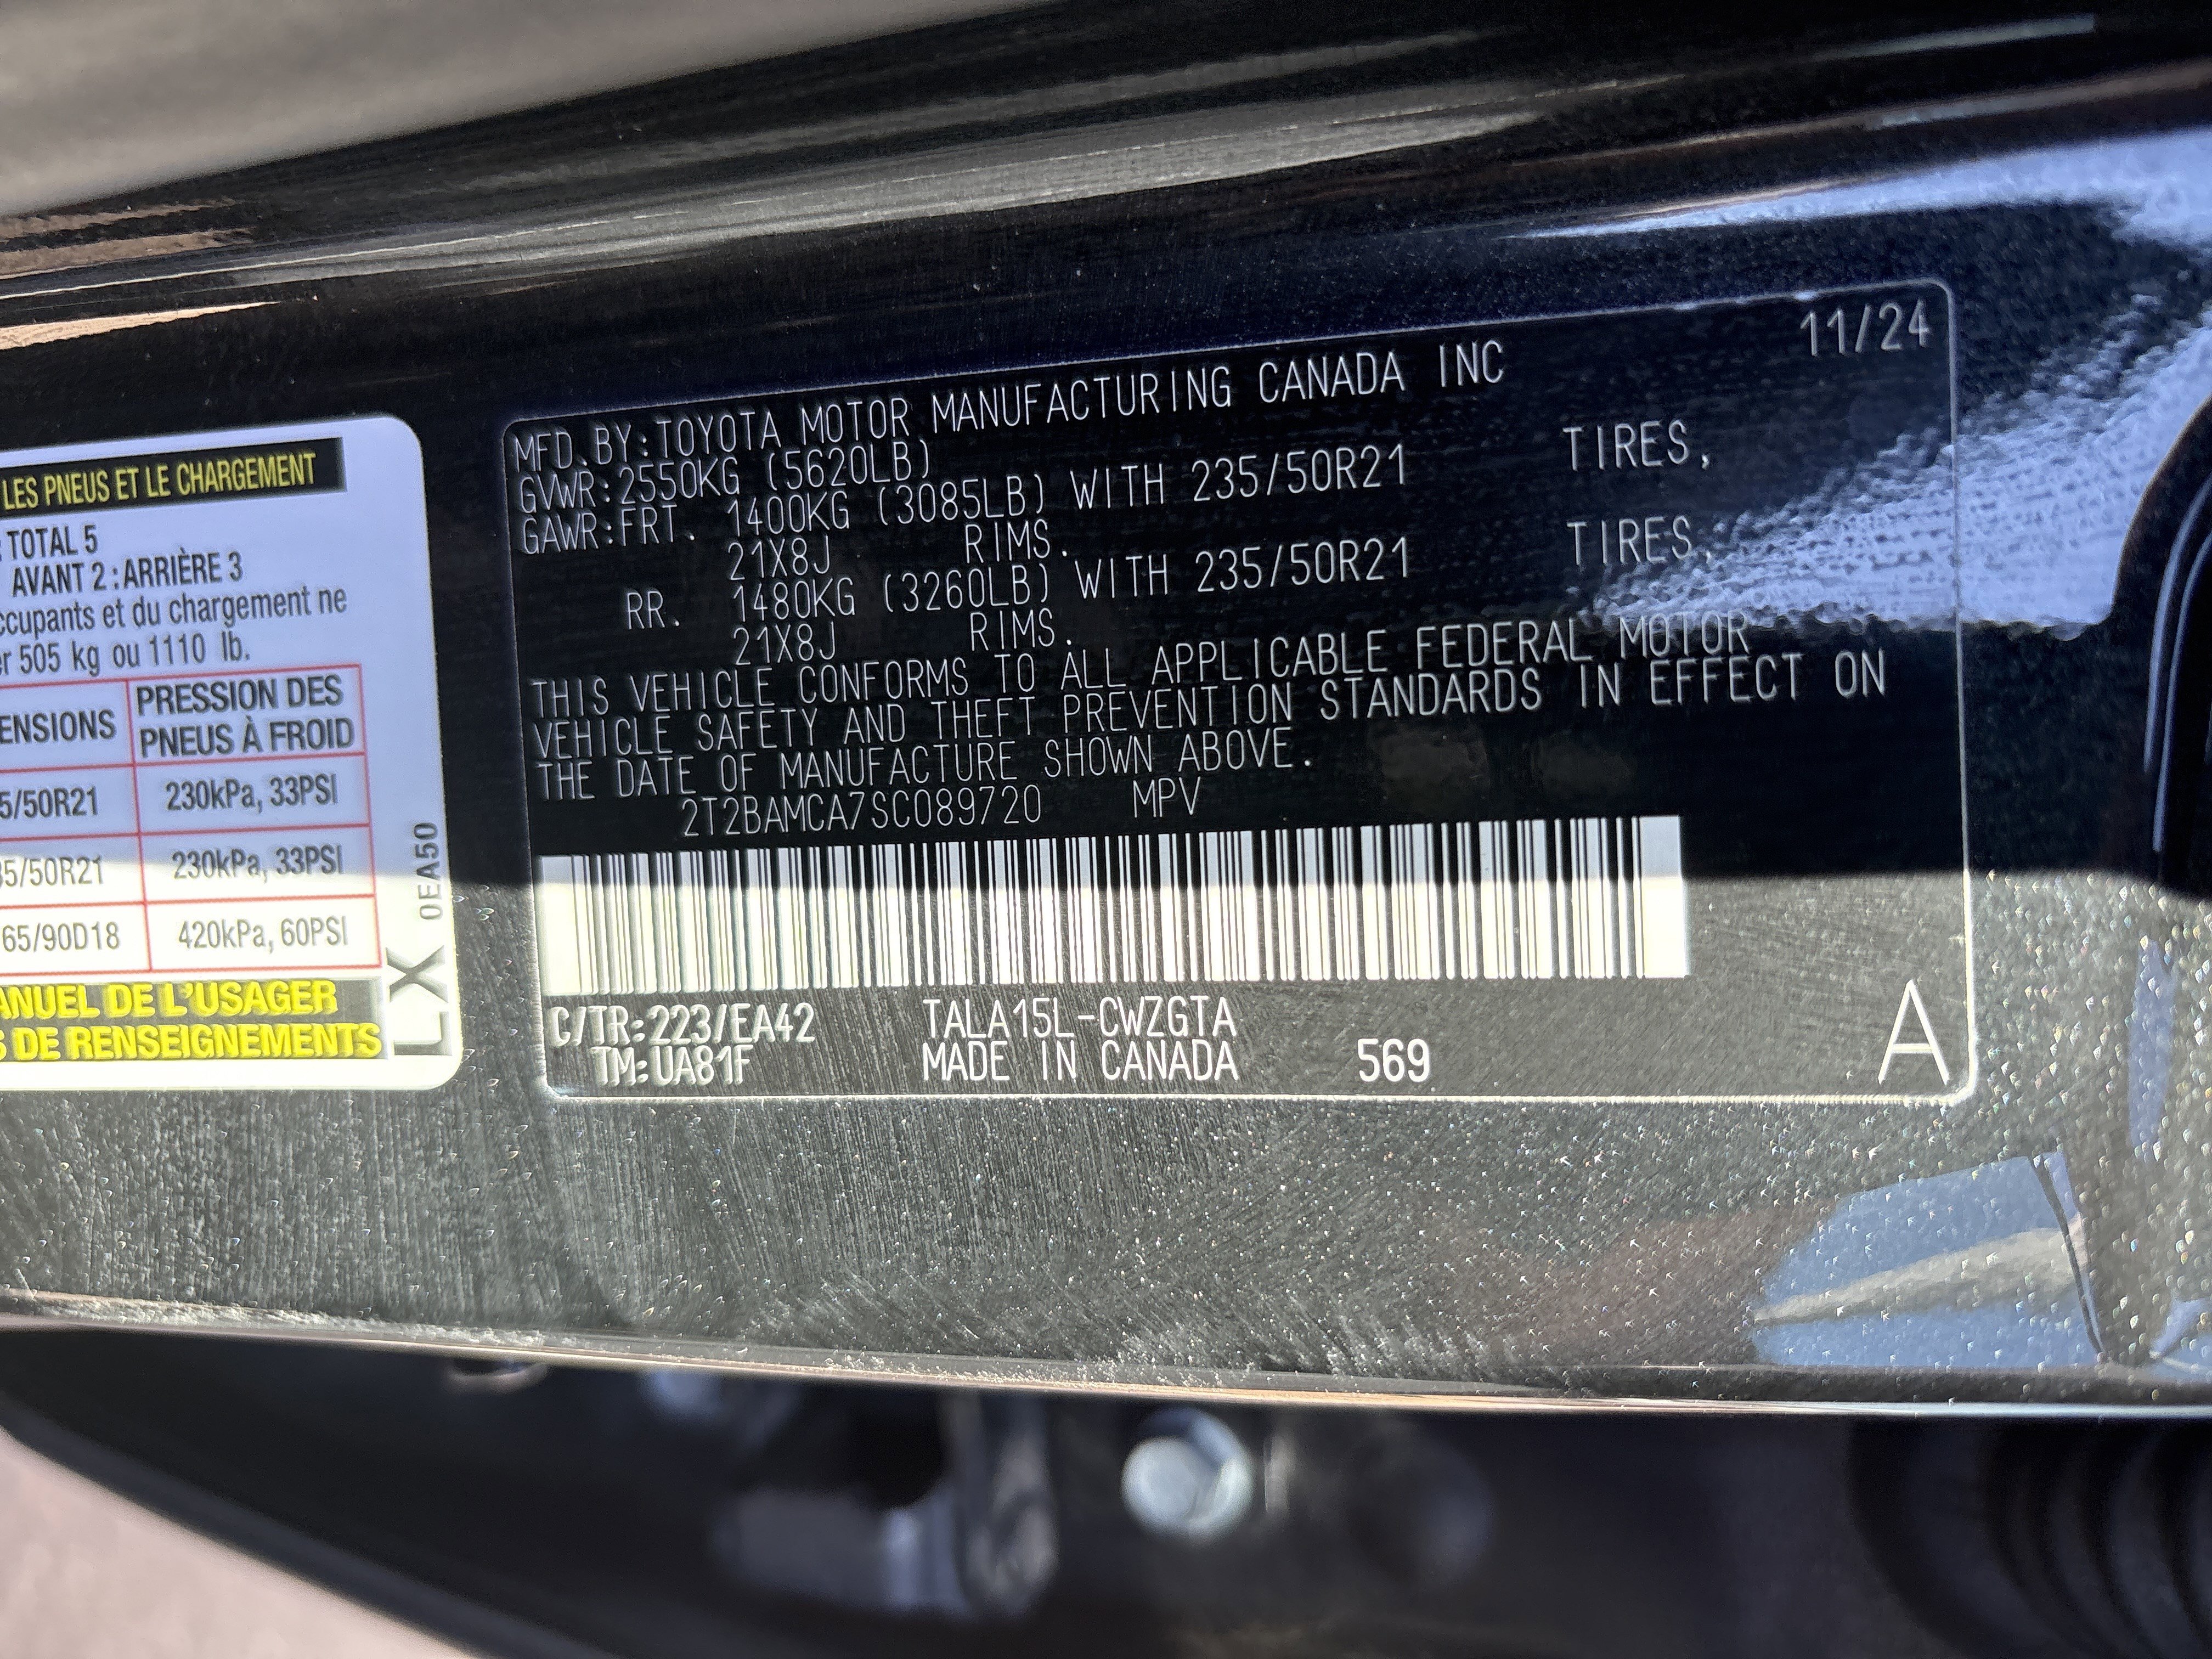 LES PNEUS ET LE CHARGEMENT
TOTAL 5
AVANT 2 : ARRIÈRE 3
et du chargement ne
505 kg ou 1110 lb.
PRESSION DES
PNEUS À FROID
5/50R21 230kPa, 33PSI
35/50R21 230kPa, 33PSI
65/90D18 420kPa, 60PSI
DE L'USAGER
DE RENSEIGNEMENTS
LX 0EA50
11/24
MFD. BY:TOYOTA MOTOR MANUFACTURING CANADA INC
GVWR:2550KG (5620LB)
GAWR:FRT. 1400KG (3085LB) WITH 235/50R21 TIRES,
21X8J RIMS.
RR. 1480KG (3260LB) WITH 235/50R21 TIRES,
21X8J RIMS.
THIS VEHICLE CONFORMS TO ALL APPLICABLE FEDERAL MOTOR
VEHICLE SAFETY AND THEFT PREVENTION STANDARDS IN EFFECT ON
THE DATE OF MANUFACTURE SHOWN ABOVE.
2T2BAMCA7SC089720 MPV
C/TR:223/EA42 TALA15L-CWZGTA
TM:UA81F MADE IN CANADA 569
A